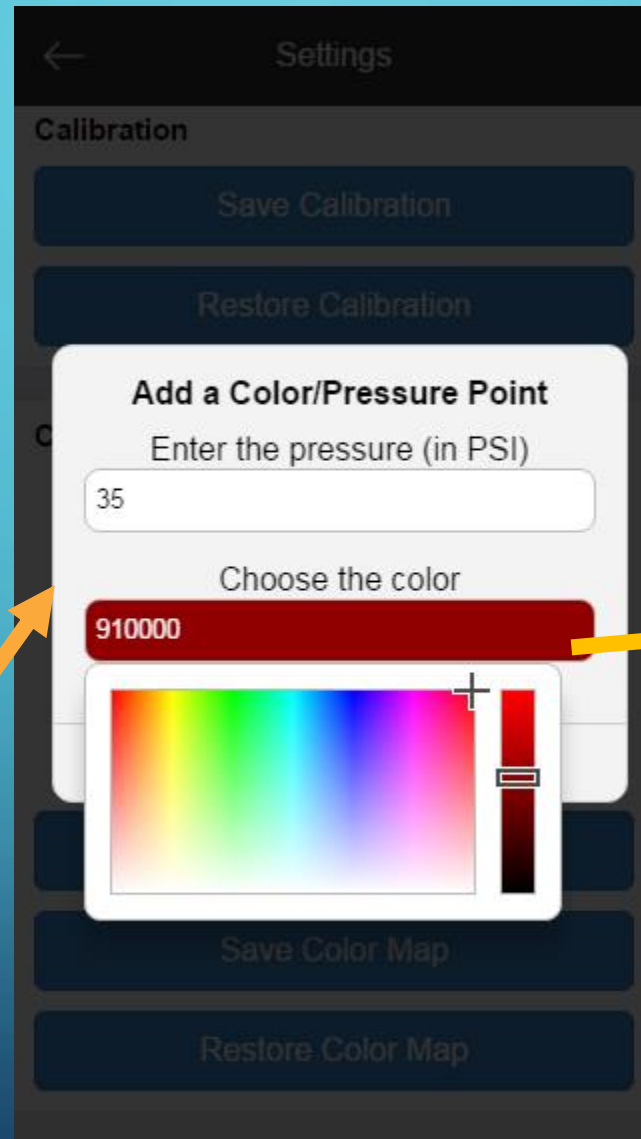 Settings
Calibration
Save Calibration
Restore Calibration
Add a Color/Pressure Point
C
Enter the pressure (in PSI)
35
Choose the color
910000
Save Color Map
Restore Color Map